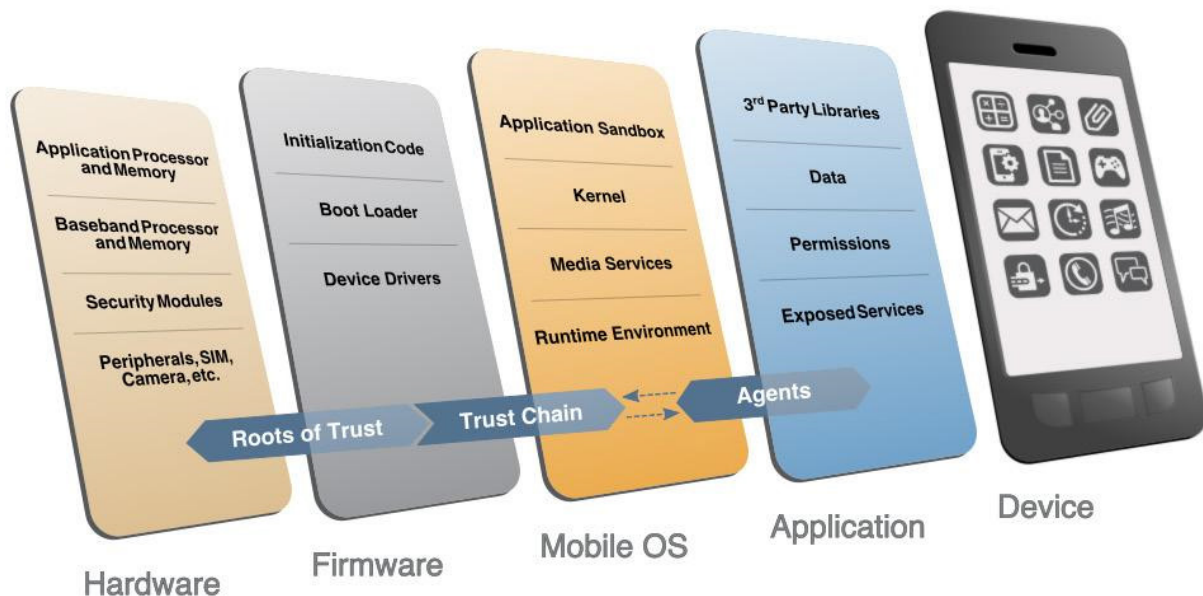 Application Processor
and Memory
Baseband Processor
and Memory
Security Modules
Peripherals, SIM,
Camera, etc.
Initialization Code
Boot Loader
Device Drivers
Application Sandbox
Kernel
Media Services
Runtime Environment
3rd Party Libraries
Data
Permissions
Exposed Services
Roots of Trust
Trust Chain
Agents
Hardware
Firmware
Mobile OS
Application
Device